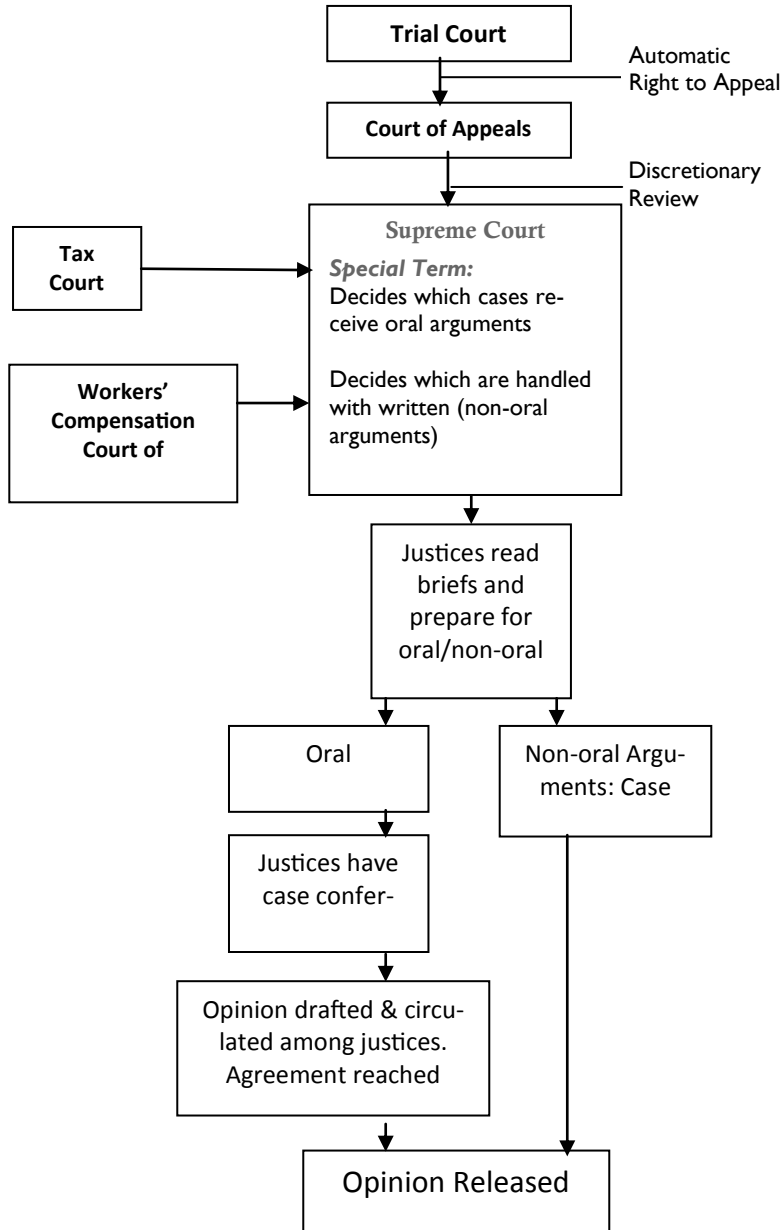 Trial Court
Automatic
Right to Appeal
Court of Appeals
Discretionary
Review
Supreme Court
Special Term:
Decides which cases re-
ceive oral arguments
Decides which are handled
with written (non-oral
arguments)
Tax
Court
Workers’
Compensation
Court of
Justices read
briefs and
prepare for
oral/non-oral
Oral
Non-oral Argu-
ments: Case
Justices have
case confer-
Opinion drafted & circu-
lated among justices.
Agreement reached
Opinion Released